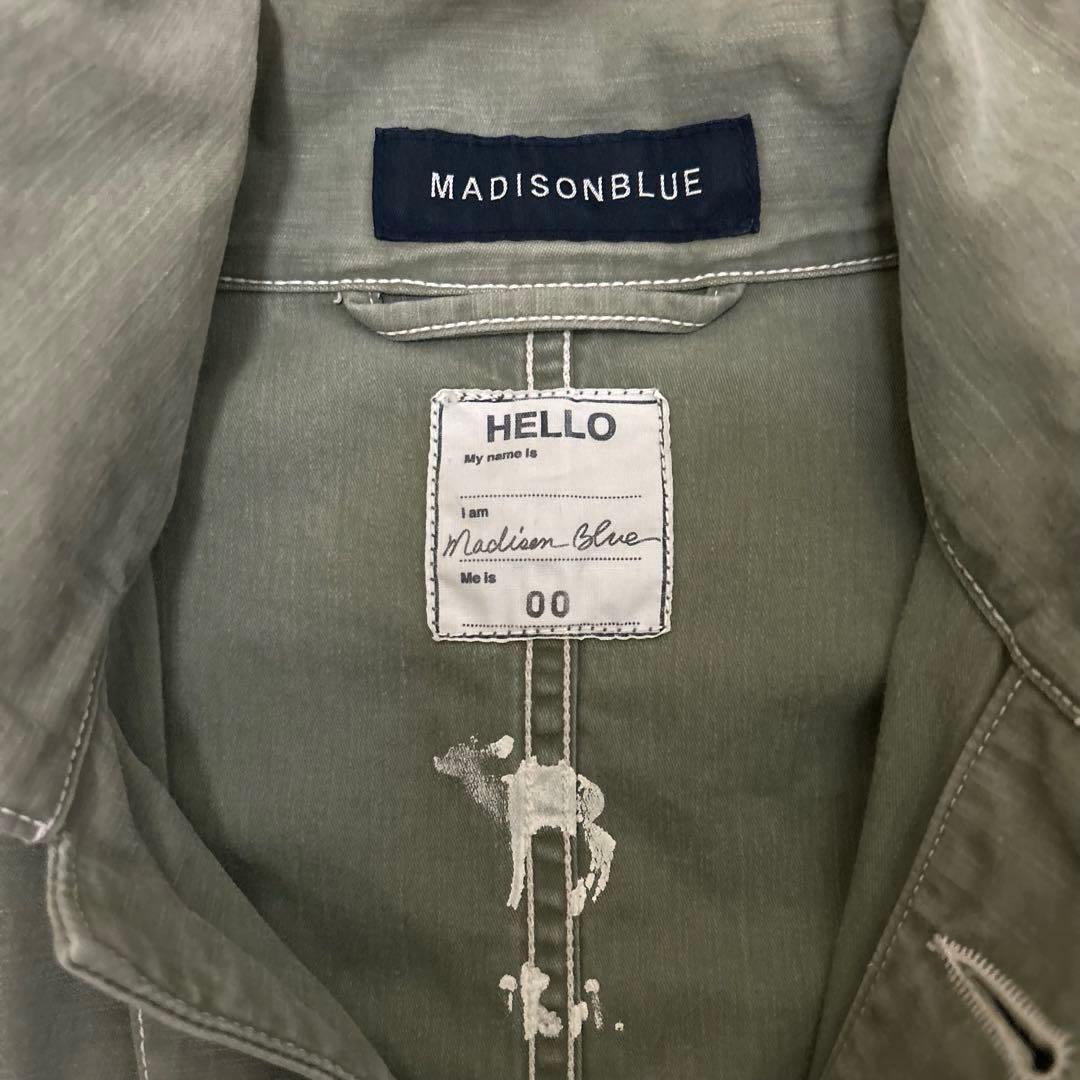 MADISONBLUE
HELLO
My name is
I am
Madison Blue
Me is
00